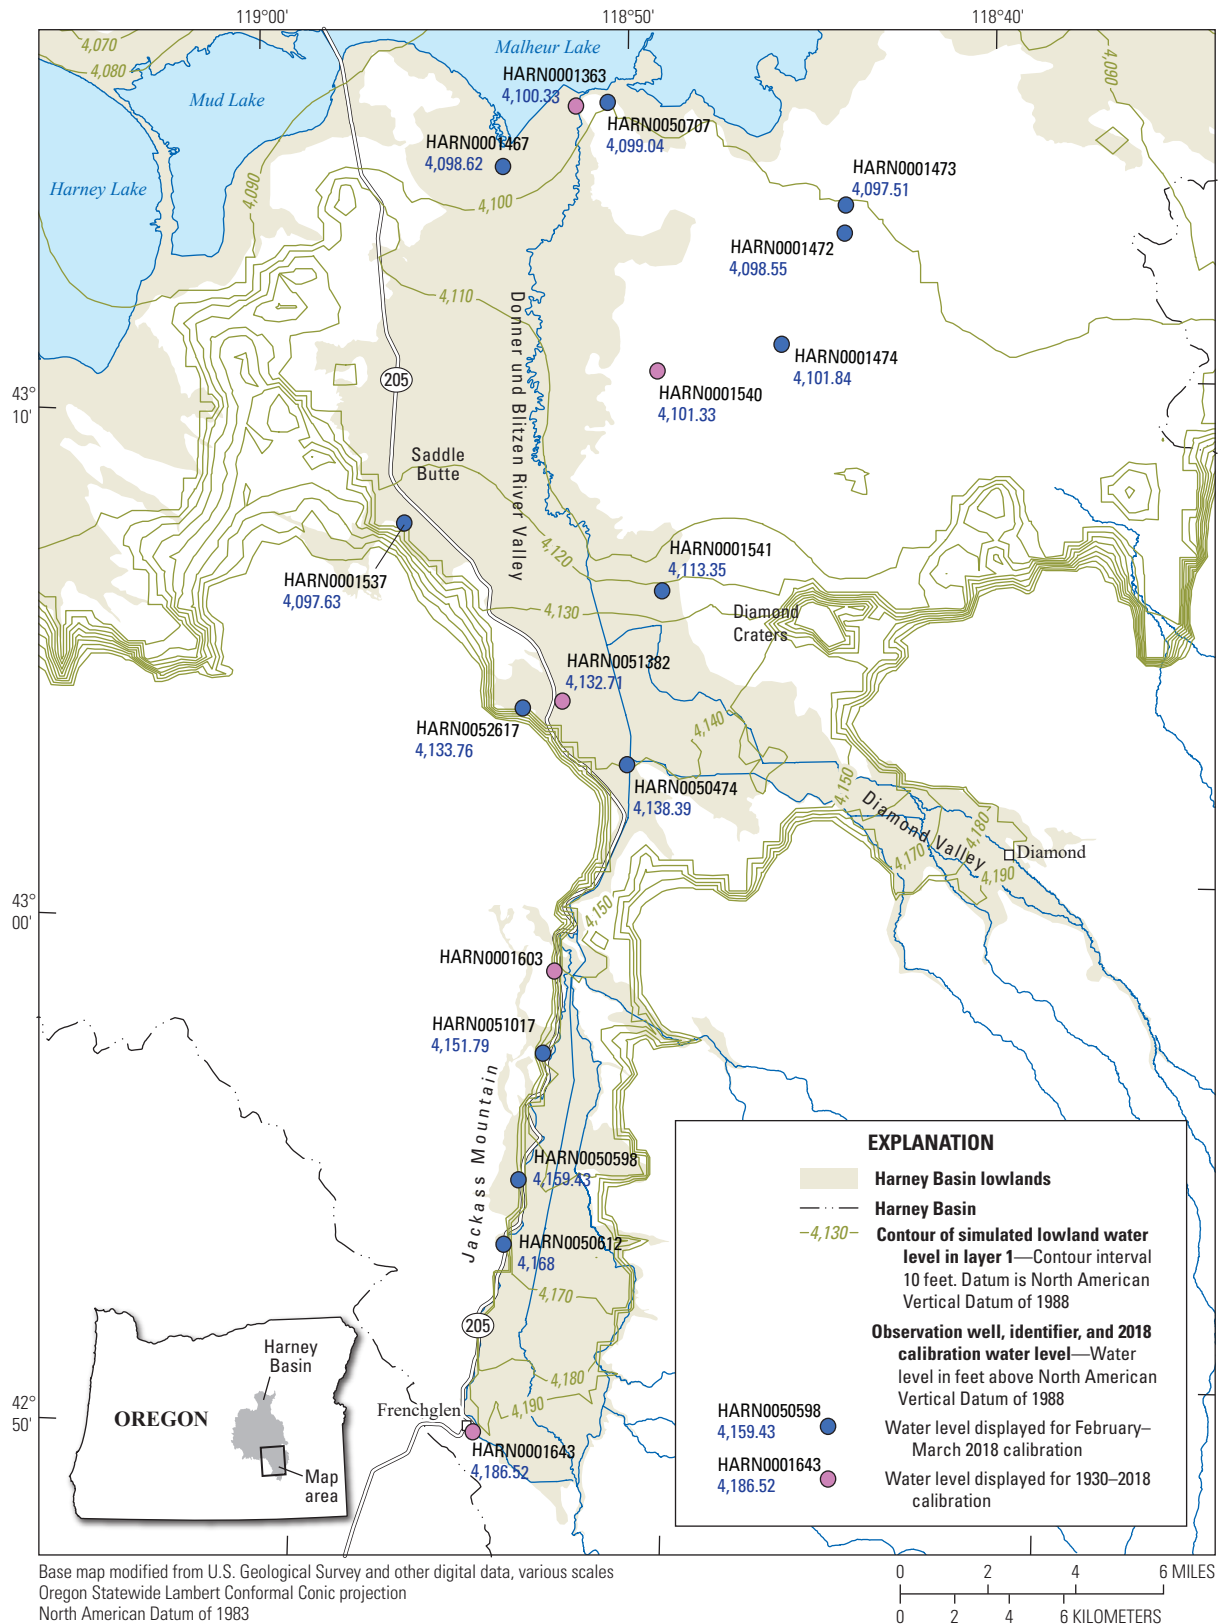 119°00'
118°50'
118°40'
4,070
4,080
Malheur Lake
4,090
HARN0001363
4,100.33
Mud Lake
HARN0050707
4,099.04
HARN0001467
4,098.62
Harney Lake
4,090
4,100
HARN0001473
4,097.51
HARN0001472
4,098.55
4,110
Donner und Blitzen River Valley
HARN0001474
4,101.84
205
HARN0001540
4,101.33
43°
10'
Saddle
Butte
4,120
HARN0001541
4,113.35
HARN0001537
4,097.63
4,130
Diamond
Craters
HARN0051382
4,132.71
HARN0052617
4,133.76
4,140
HARN0050474
4,138.39
4,150
Diamond Valley
4,180
4,170
Diamond
4,190
43°
00'
4,150
HARN0001603
HARN0051017
4,151.79
Jackass Mountain
HARN0050598
4,159.43
HARN0050612
4,168
4,170
205
4,180
4,190
Frenchglen
42°
50'
HARN0001643
4,186.52
Harney
Basin
OREGON
Map
area
EXPLANATION
Harney Basin lowlands
Harney Basin
4,130
Contour of simulated lowland water
level in layer 1—Contour interval
10 feet. Datum is North American
Vertical Datum of 1988
Observation well, identifier, and 2018
calibration water level—Water
level in feet above North American
Vertical Datum of 1988
HARN0050598
4,159.43
Water level displayed for February–
March 2018 calibration
HARN0001643
4,186.52
Water level displayed for 1930–2018
calibration
Base map modified from U.S. Geological Survey and other digital data, various scales
Oregon Statewide Lambert Conformal Conic projection
North American Datum of 1983
0 2 4 6 MILES
0 2 4 6 KILOMETERS